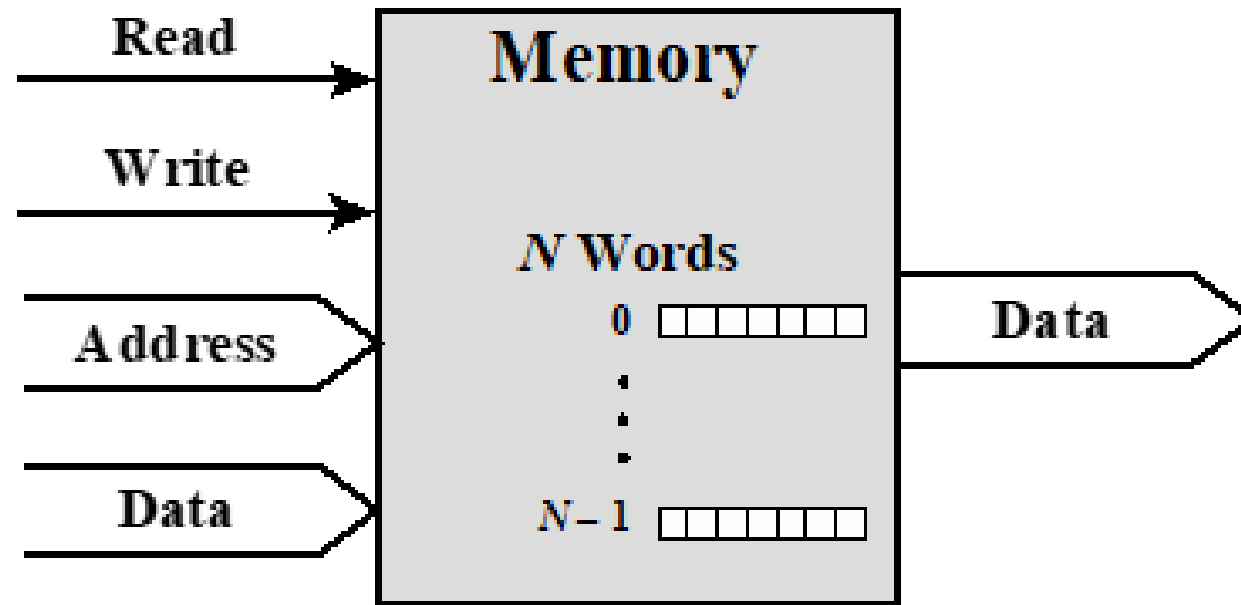 Read
Memory
Write
N Words
0
Address
Data
Data
N – 1